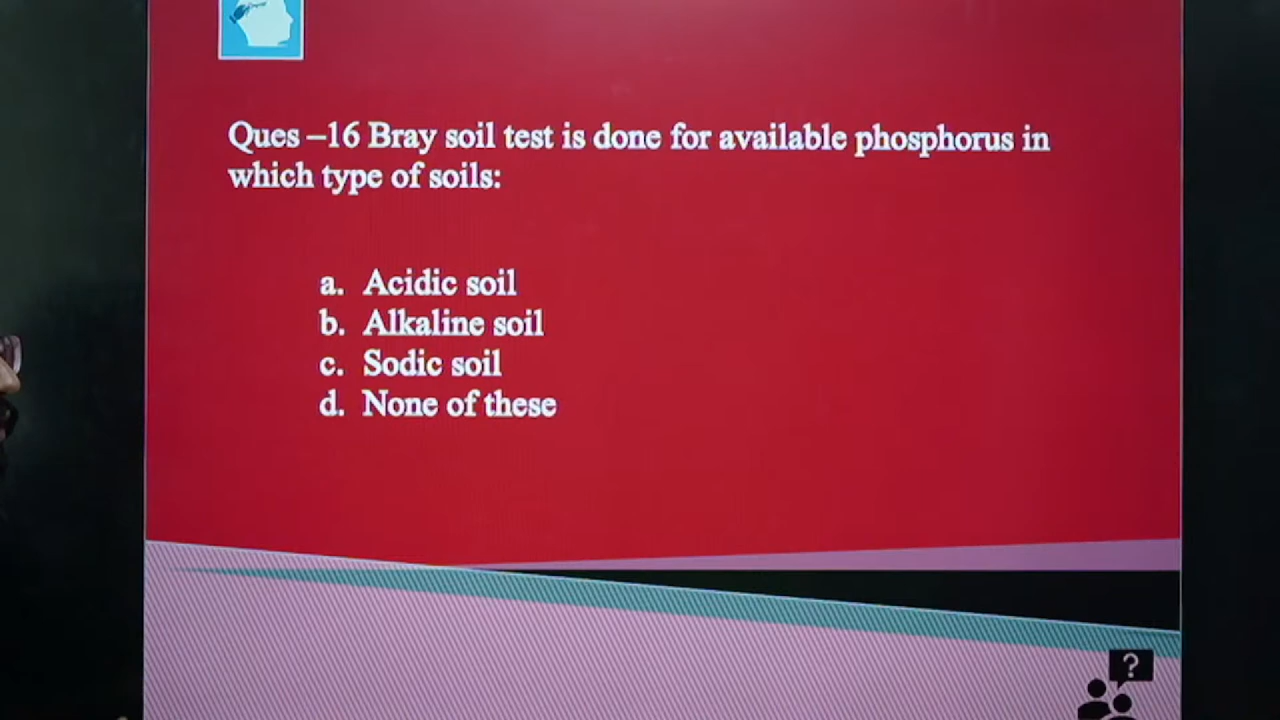 Ques –16 Bray soil test is done for available phosphorus in
which type of soils:
a. Acidic soil
b. Alkaline soil
c. Sodic soil
d. None of these
?